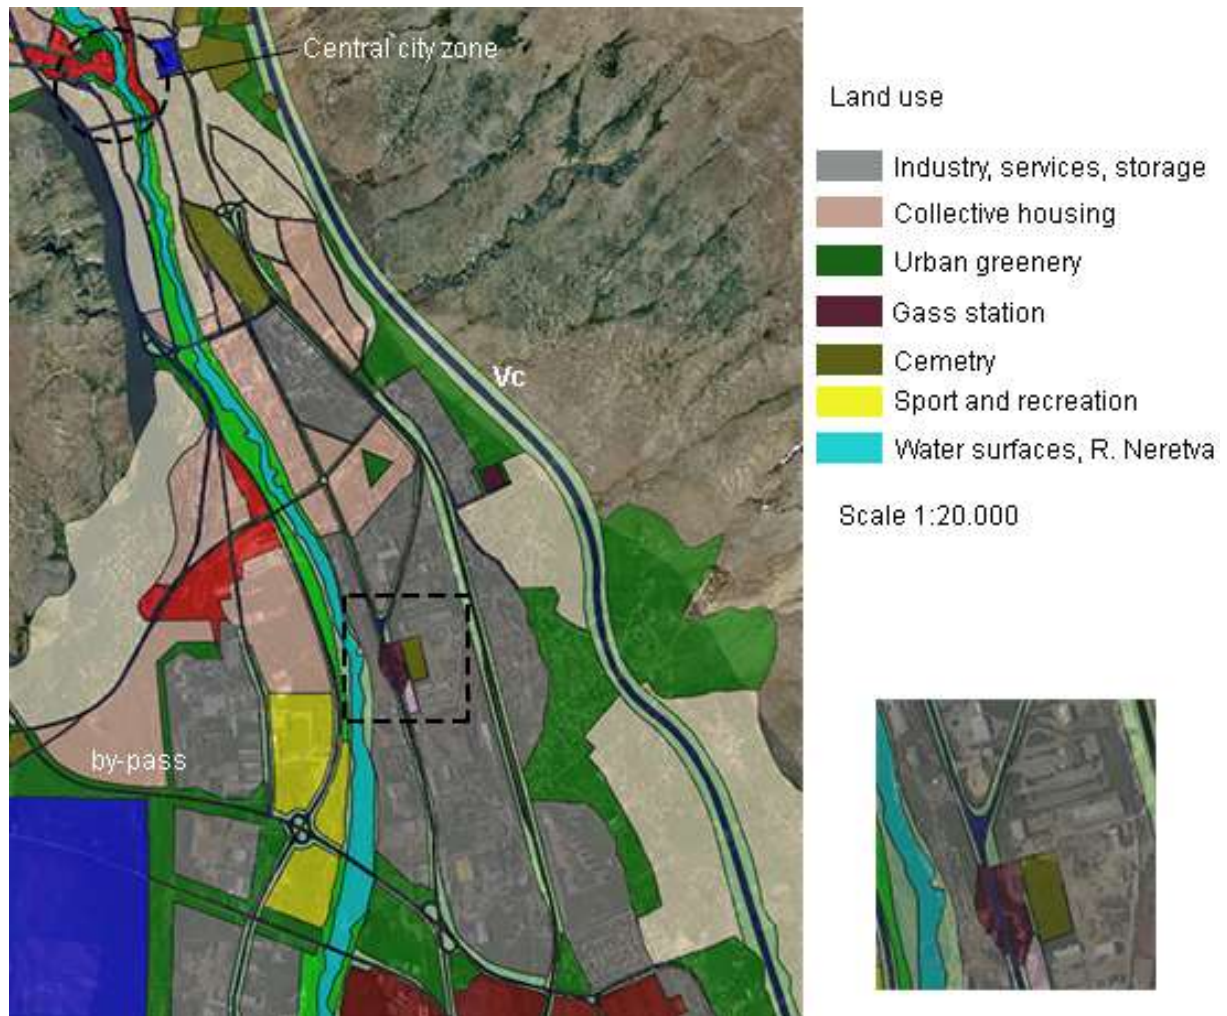 Central city zone
Vc
by-pass
Land use
Industry, services, storage
Collective housing
Urban greenery
Gass station
Cemetry
Sport and recreation
Water surfaces, R. Neretva
Scale 1:20.000